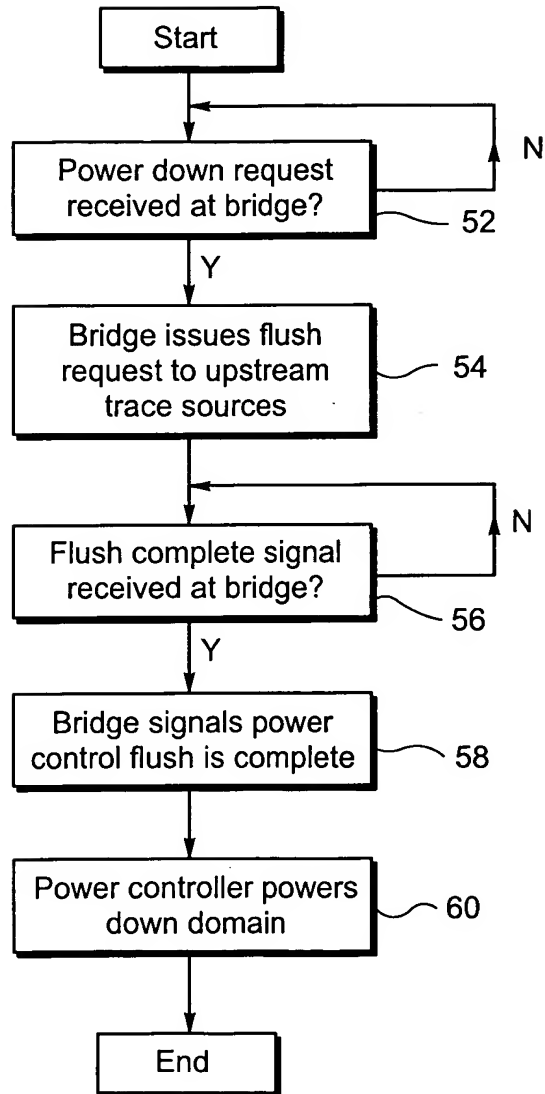 Start
N
Power down request
received at bridge?
52
Y
Bridge issues flush
request to upstream
trace sources
54
N
Flush complete signal
received at bridge?
56
Y
Bridge signals power
control flush is complete
58
Power controller powers
down domain
60
End